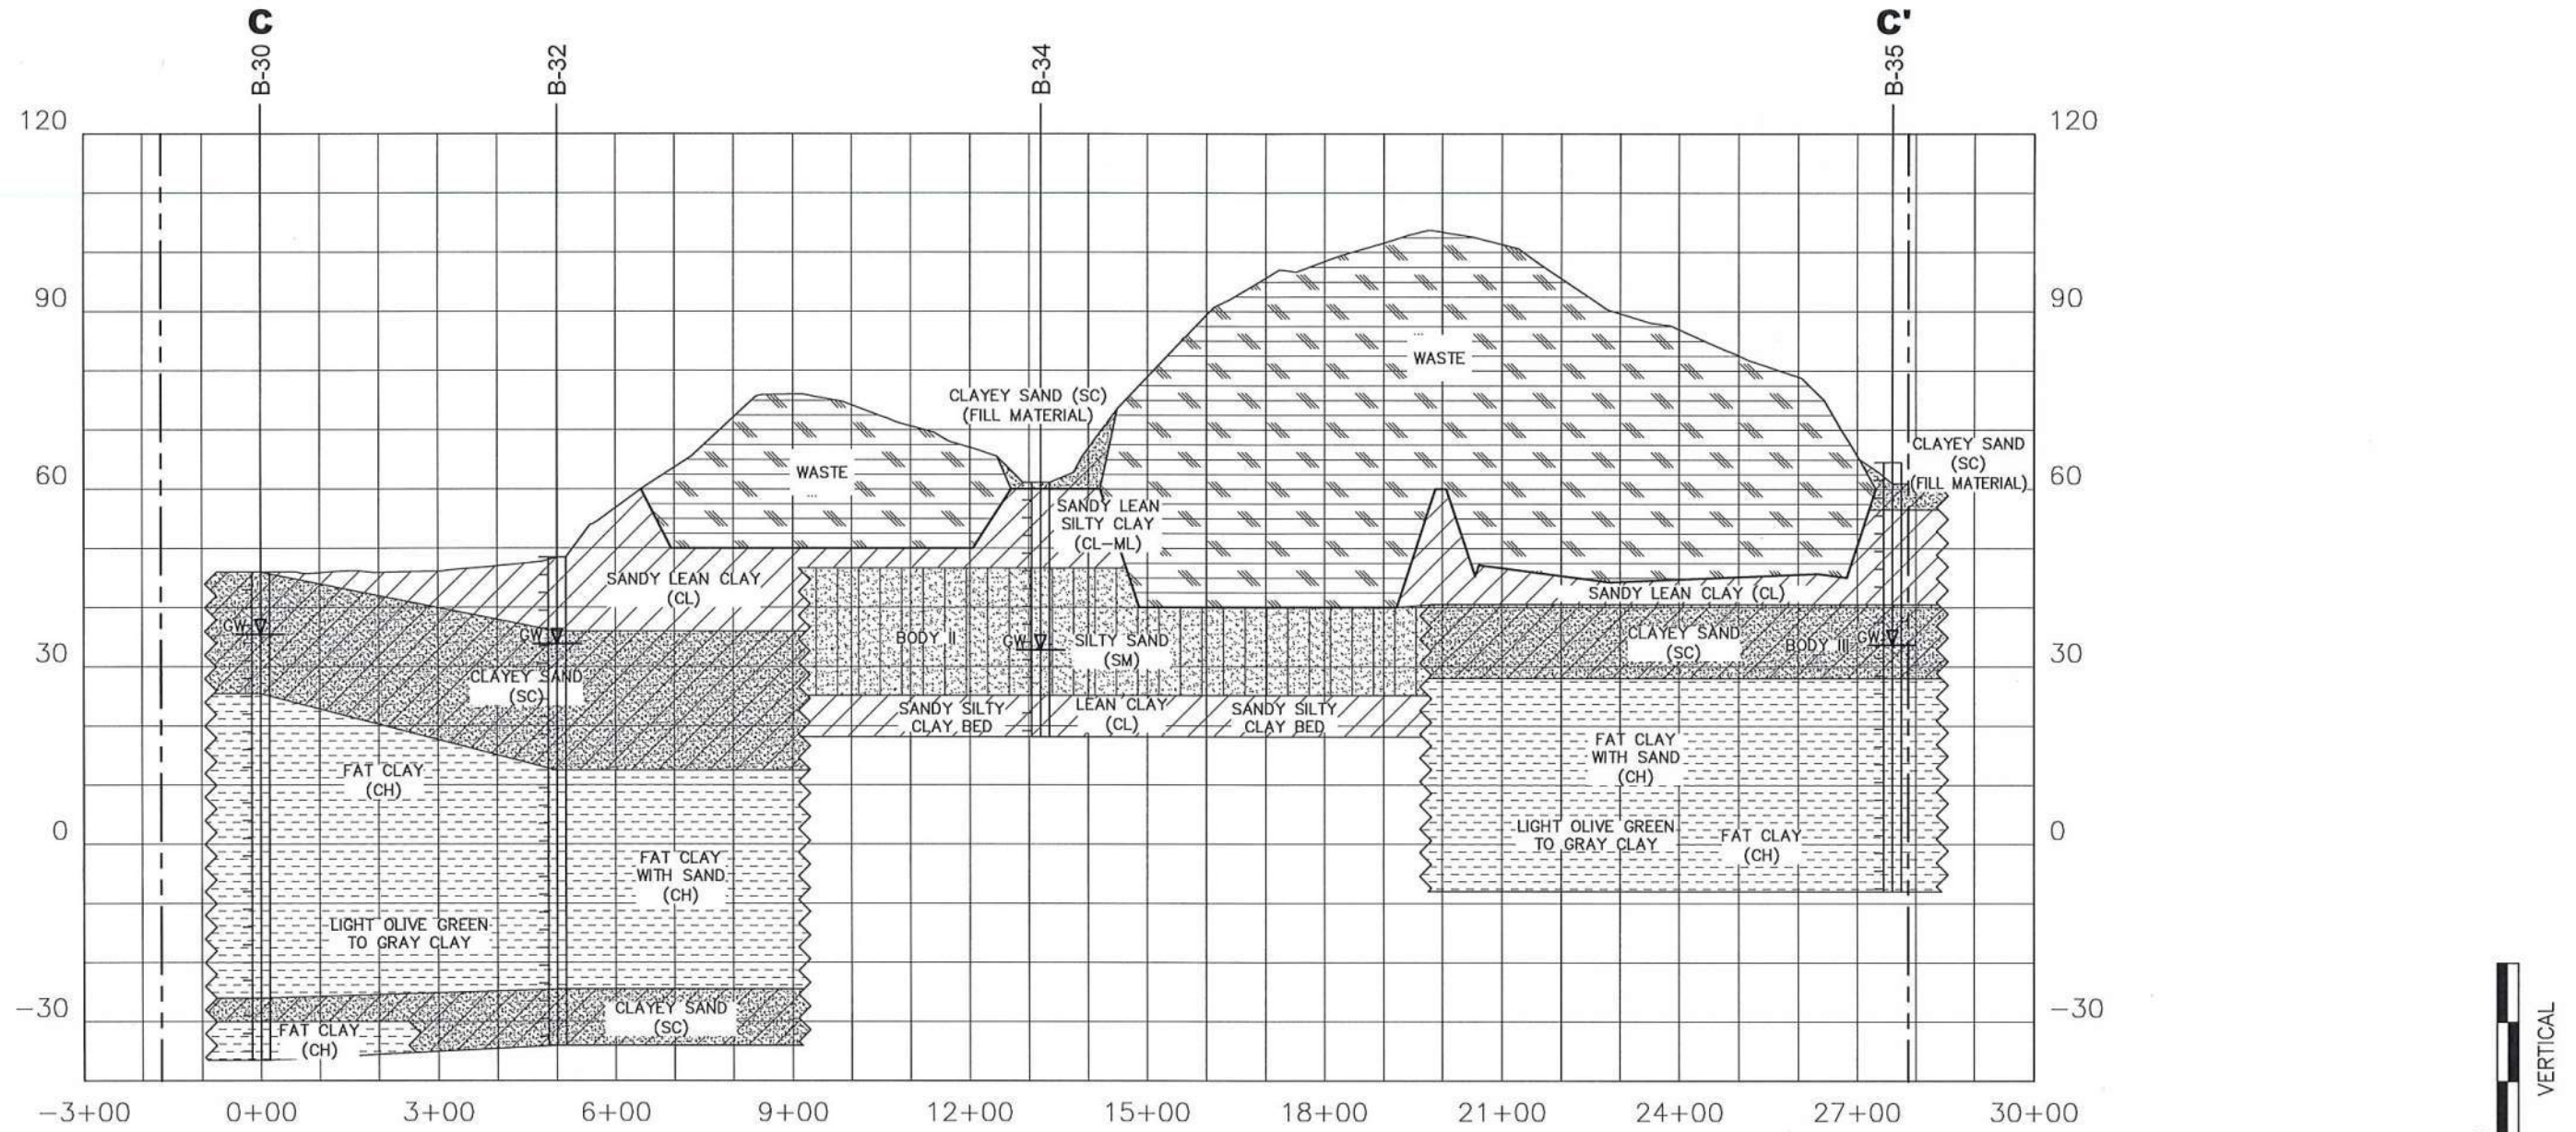 C
C'
B-30
B-32
B-34
B-35
120
120
90
90
CLAYEY SAND (SC)
(FILL MATERIAL)
WASTE
WASTE
CLAYEY SAND
(SC)
(FILL MATERIAL)
60
60
SANDY LEAN
SILTY CLAY
(CL-ML)
SANDY LEAN CLAY
(CL)
SANDY LEAN CLAY (CL)
GW
GW
GW
GW
BODY II
SILTY SAND
(SM)
CLAYEY SAND
(SC)
BODY III
30
30
CLAYEY SAND
(SC)
SANDY SILTY
CLAY BED
LEAN CLAY
(CL)
SANDY SILTY
CLAY BED
FAT CLAY
(CH)
FAT CLAY
WITH SAND
(CH)
0
0
LIGHT OLIVE GREEN
TO GRAY CLAY
FAT CLAY
(CH)
FAT CLAY
WITH SAND
(CH)
LIGHT OLIVE GREEN
TO GRAY CLAY
-30
-30
CLAYEY SAND
(SC)
FAT CLAY
(CH)
VERTICAL
-3+00
0+00
3+00
6+00
9+00
12+00
15+00
18+00
21+00
24+00
27+00
30+00